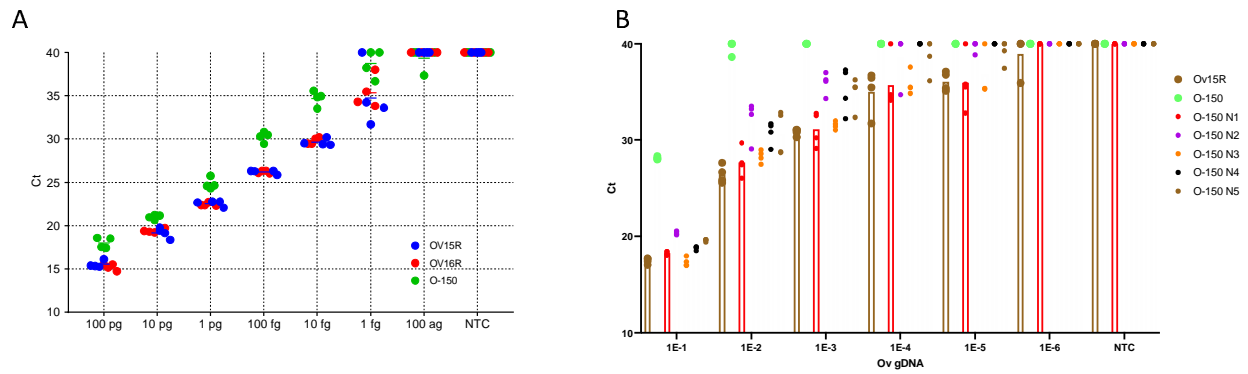 A
Ct
40
35
30
25
20
15
10
100 pg
10 pg
1 pg
100 fg
10 fg
1 fg
100 ag
NTC
OV15R
OV16R
O-150
B
Ct
40
30
20
10
1E-1
1E-2
1E-3
1E-4
1E-5
1E-6
NTC
Ov gDNA
Ov15R
O-150
O-150 N1
O-150 N2
O-150 N3
O-150 N4
O-150 N5